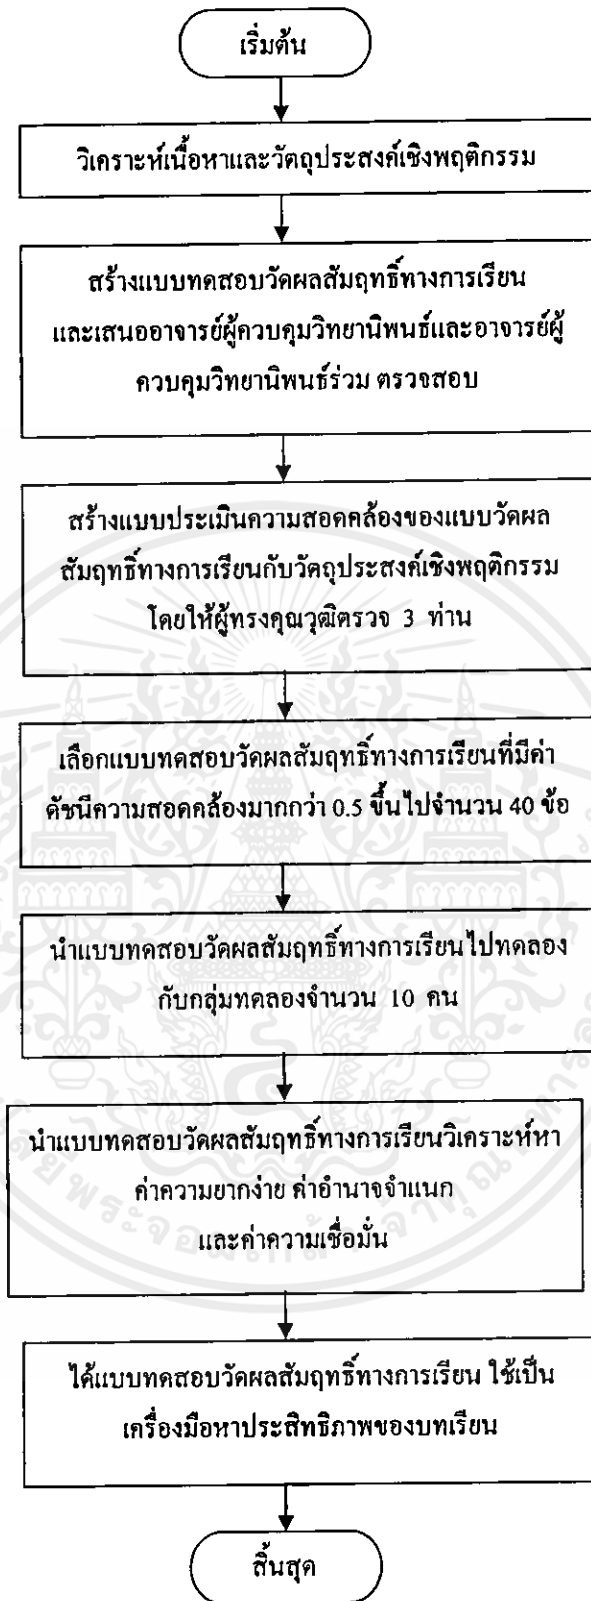 เริ่มต้น
วิเคราะห์เนื้อหาและวัตถุประสงค์เชิงพฤติกรรม
สร้างแบบทดสอบวัดผลสัมฤทธิ์ทางการเรียน
และเสนออาจารย์ผู้ควบคุมวิทยานิพนธ์และอาจารย์ผู้
ควบคุมวิทยานิพนธ์ร่วม ตรวจสอบ
สร้างแบบประเมินความสอดคล้องของแบบวัดผล
สัมฤทธิ์ทางการเรียนกับวัตถุประสงค์เชิงพฤติกรรม
โดยให้ผู้ทรงคุณวุฒิตรวจ 3 ท่าน
เลือกแบบทดสอบวัดผลสัมฤทธิ์ทางการเรียนที่มีค่า
ดัชนีความสอดคล้องมากกว่า 0.5 ขึ้นไปจำนวน 40 ข้อ
นำแบบทดสอบวัดผลสัมฤทธิ์ทางการเรียนไปทดลอง
กับกลุ่มทดลองจำนวน 10 คน
นำแบบทดสอบวัดผลสัมฤทธิ์ทางการเรียนวิเคราะห์หา
ค่าความยากง่าย ค่าอำนาจจำแนก
และค่าความเชื่อมั่น
ได้แบบทดสอบวัดผลสัมฤทธิ์ทางการเรียน ใช้เป็น
เครื่องมือหาประสิทธิภาพของบทเรียน
สิ้นสุด